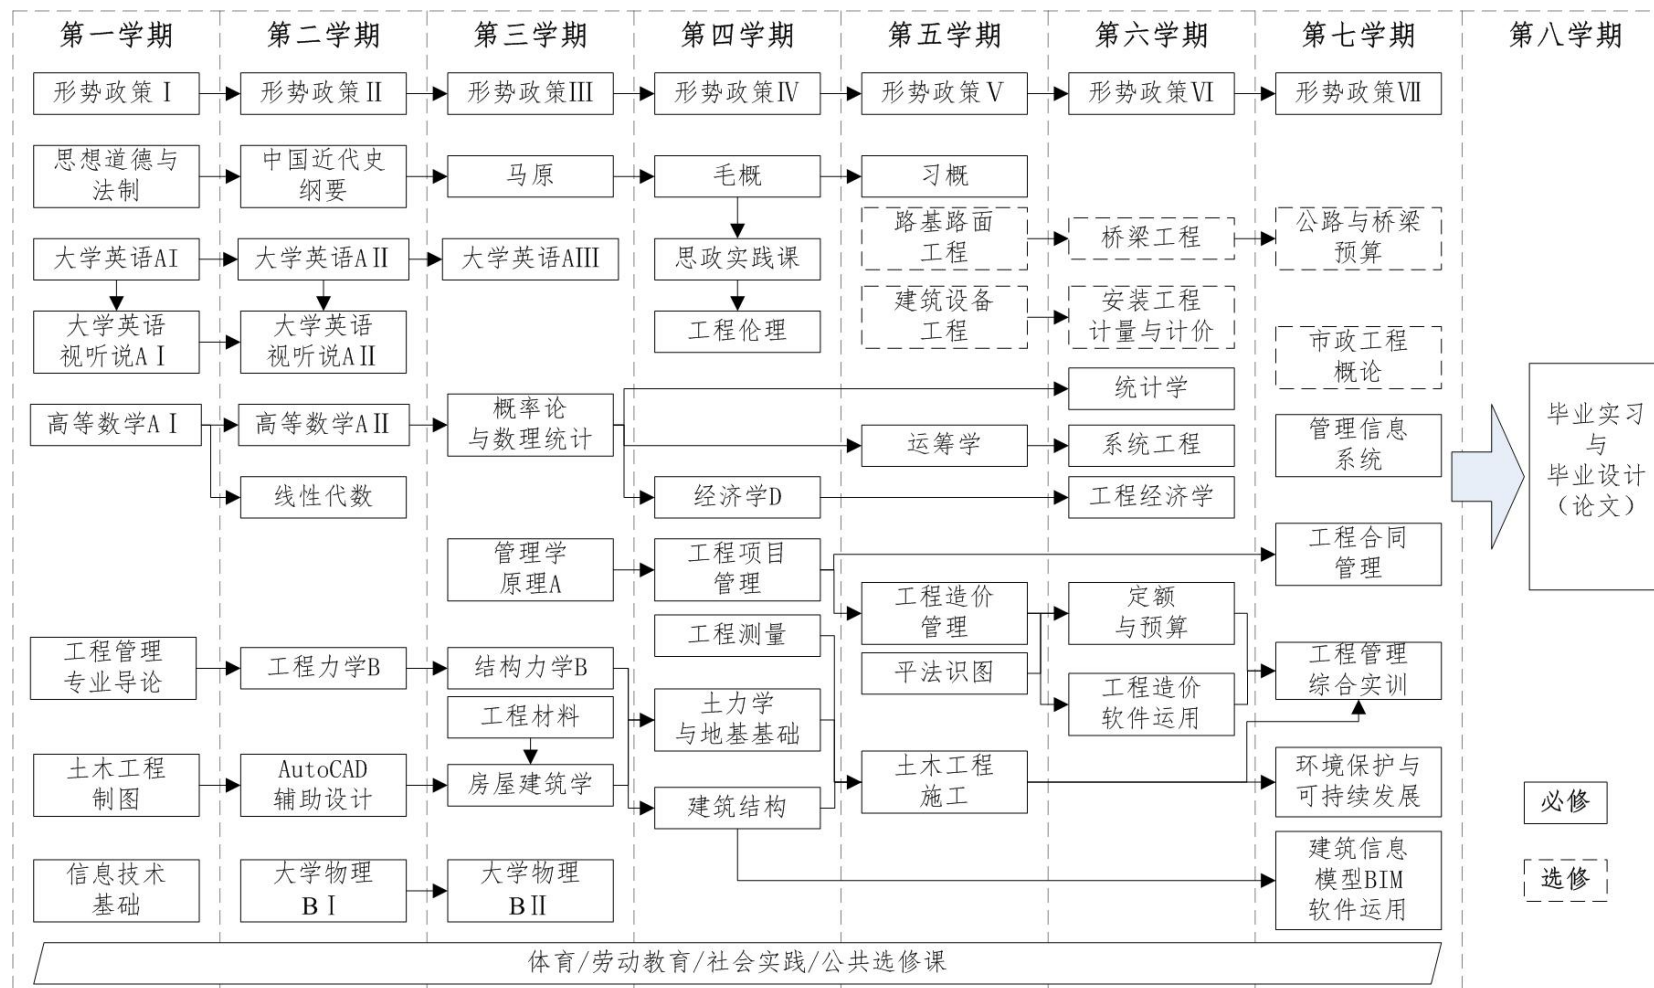 第一学期
第二学期
第三学期
第四学期
第五学期
第六学期
第七学期
第八学期
形势政策Ⅰ
形势政策Ⅱ
形势政策Ⅲ
形势政策Ⅳ
形势政策Ⅴ
形势政策Ⅵ
形势政策Ⅶ
思想道德与
法制
中国近代史
纲要
马原
毛概
习概
路基路面
工程
桥梁工程
公路与桥梁
预算
大学英语AⅠ
大学英语AⅡ
大学英语AⅢ
思政实践课
建筑设备
工程
安装工程
计量与计价
大学英语
视听说AⅠ
大学英语
视听说AⅡ
工程伦理
市政工程
概论
统计学
高等数学AⅠ
高等数学AⅡ
概率论
与数理统计
运筹学
系统工程
管理信息
系统
线性代数
经济学D
工程经济学
毕业实习
与
毕业设计
（论文）
管理学
原理A
工程项目
管理
工程合同
管理
工程造价
管理
定额
与预算
工程测量
工程管理
专业导论
工程力学B
结构力学B
平法识图
工程造价
软件运用
工程管理
综合实训
工程材料
土力学
与地基基础
土木工程
制图
AutoCAD
辅助设计
房屋建筑学
建筑结构
土木工程
施工
环境保护与
可持续发展
必修
信息技术
基础
大学物理
BⅠ
大学物理
BⅡ
建筑信息
模型BIM
软件运用
选修
体育/劳动教育/社会实践/公共选修课